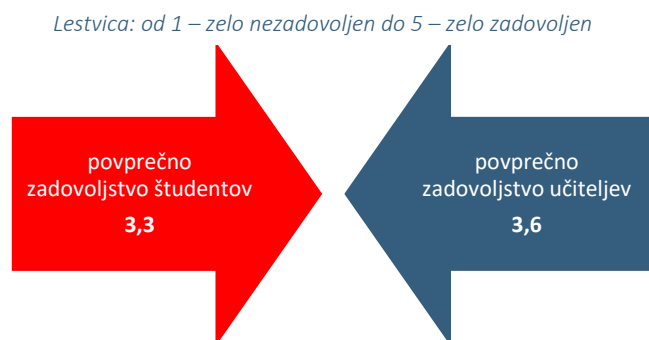 Lestvica: od 1 – zelo nezadovoljen do 5 – zelo zadovoljen
povprečno
zadovoljstvo študentov
3,3
povprečno
zadovoljstvo učiteljev
3,6